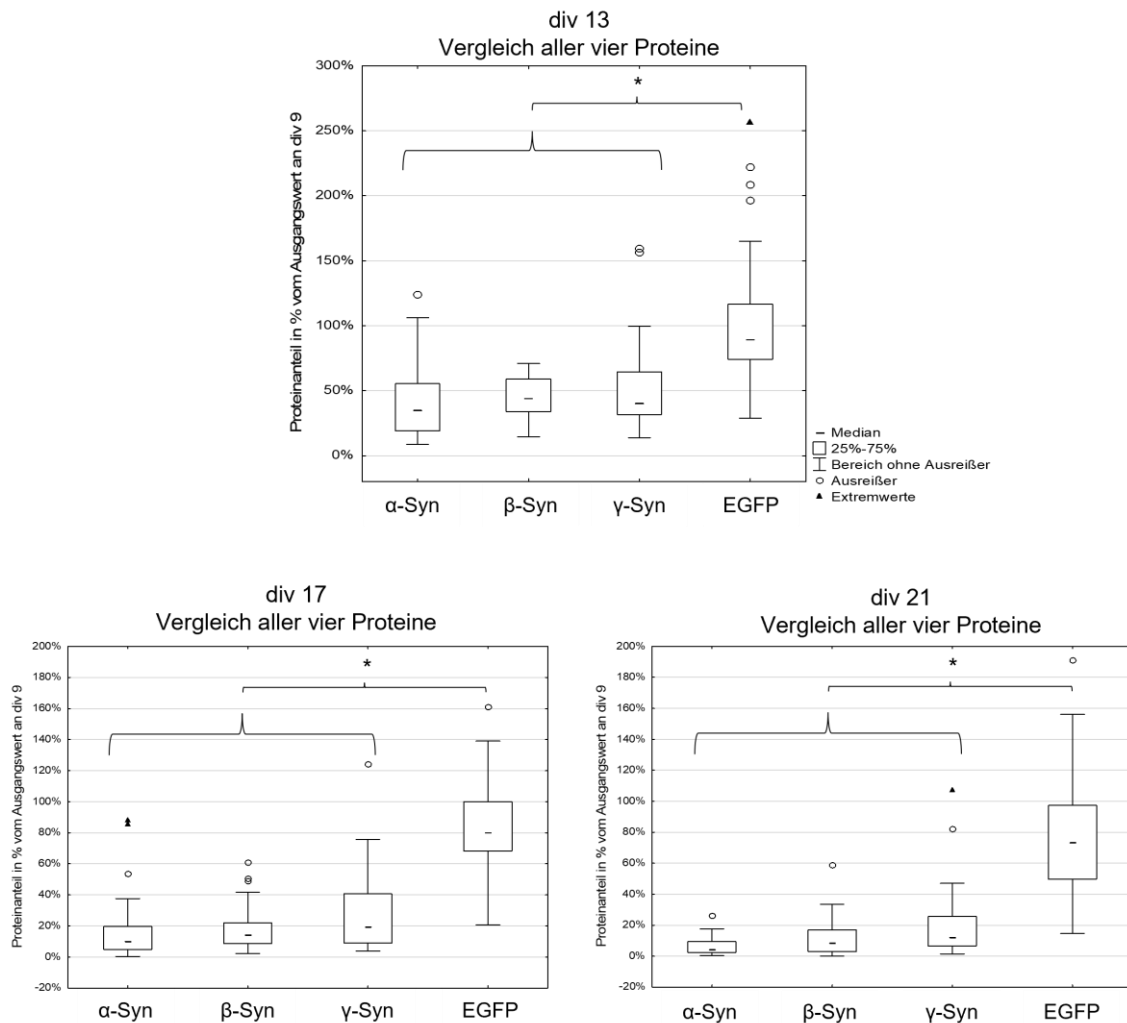 div 13
Vergleich aller vier Proteine
Proteinanteil in % vom Ausgangswert an div 9
300%
250%
200%
150%
100%
50%
0%
*
α-Syn β-Syn γ-Syn EGFP
Median
25%-75%
Bereich ohne Ausreißer
Ausreißer
Extremwerte
div 17
Vergleich aller vier Proteine
Proteinanteil in % vom Ausgangswert an div 9
200%
180%
160%
140%
120%
100%
80%
60%
40%
20%
0%
-20%
*
α-Syn β-Syn γ-Syn EGFP
div 21
Vergleich aller vier Proteine
Proteinanteil in % vom Ausgangswert an div 9
200%
180%
160%
140%
120%
100%
80%
60%
40%
20%
0%
-20%
*
α-Syn β-Syn γ-Syn EGFP